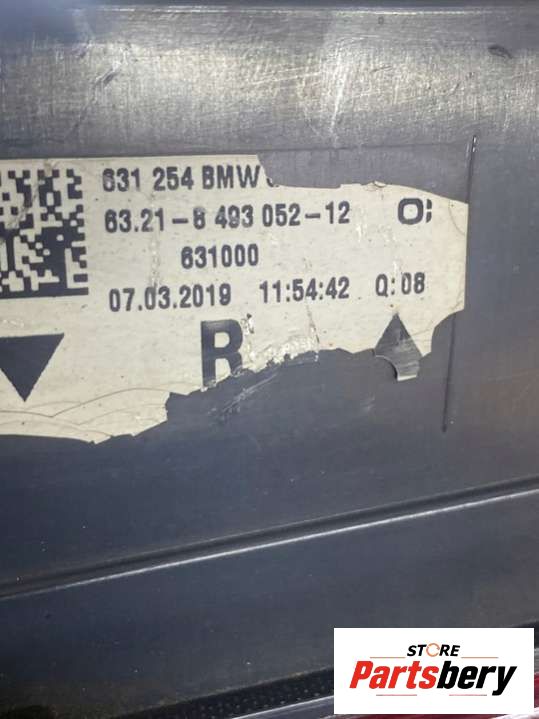 631 254 BMW
63.21-8 493 052-12 O:
631000
07.03.2019 11:54:42 Q:08
R
STORE
Partsbery